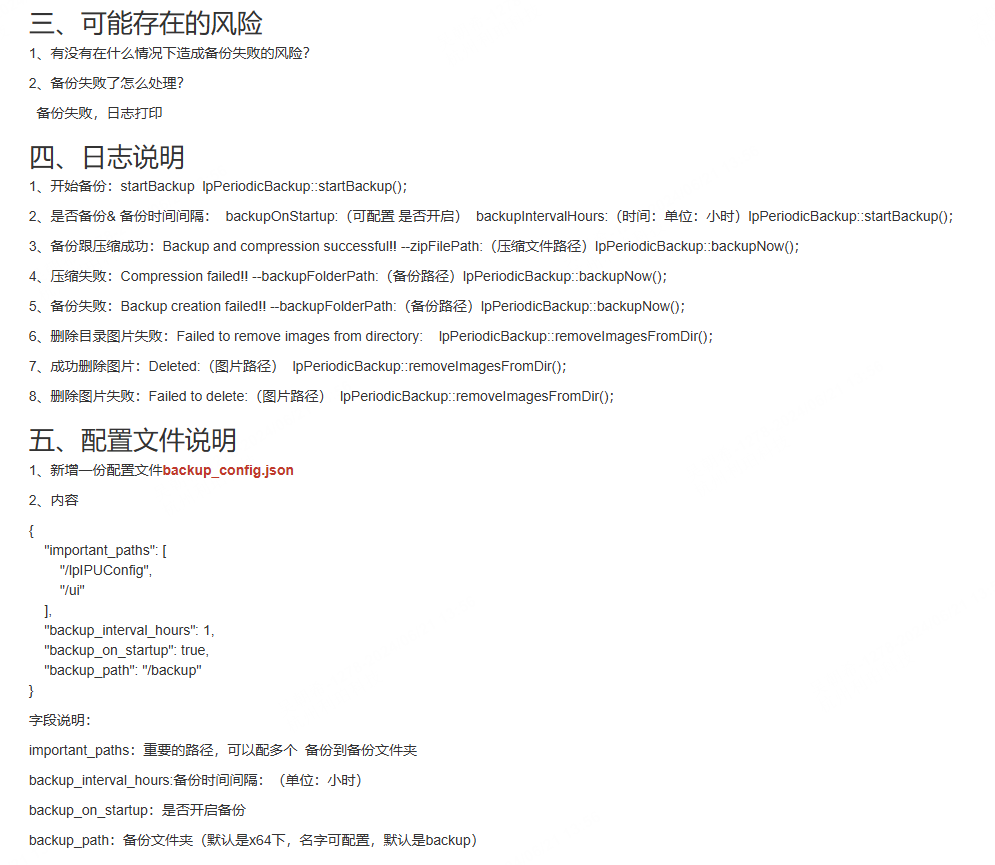 三、可能存在的风险
1、有没有在什么情况下造成备份失败的风险?
2、备份失败了怎么处理?
备份失败，日志打印
四、日志说明
1、开始备份：startBackup lpPeriodicBackup::startBackup();
2、是否备份& 备份时间间隔： backupOnStartup:（可配置 是否开启） backupIntervalHours:（时间：单位：小时）lpPeriodicBackup::startBackup();
3、备份跟压缩成功：Backup and compression successful!! --zipFilePath:（压缩文件路径）lpPeriodicBackup::backupNow();
4、压缩失败：Compression failed!! --backupFolderPath:（备份路径）lpPeriodicBackup::backupNow();
5、备份失败：Backup creation failed!! --backupFolderPath:（备份路径）lpPeriodicBackup::backupNow();
6、删除目录图片失败：Failed to remove images from directory: lpPeriodicBackup::removeImagesFromDir();
7、成功删除图片：Deleted:（图片路径） lpPeriodicBackup::removeImagesFromDir();
8、删除图片失败：Failed to delete:（图片路径） lpPeriodicBackup::removeImagesFromDir();
五、配置文件说明
1、新增一份配置文件backup_config.json
2、内容
{
"important_paths": [
"/lpIPUConfig",
"/ui"
],
"backup_interval_hours": 1,
"backup_on_startup": true,
"backup_path": "/backup"
}
字段说明：
important_paths：重要的路径，可以配多个 备份到备份文件夹
backup_interval_hours:备份时间间隔：（单位：小时）
backup_on_startup：是否开启备份
backup_path：备份文件夹（默认是x64下，名字可配置，默认是backup）